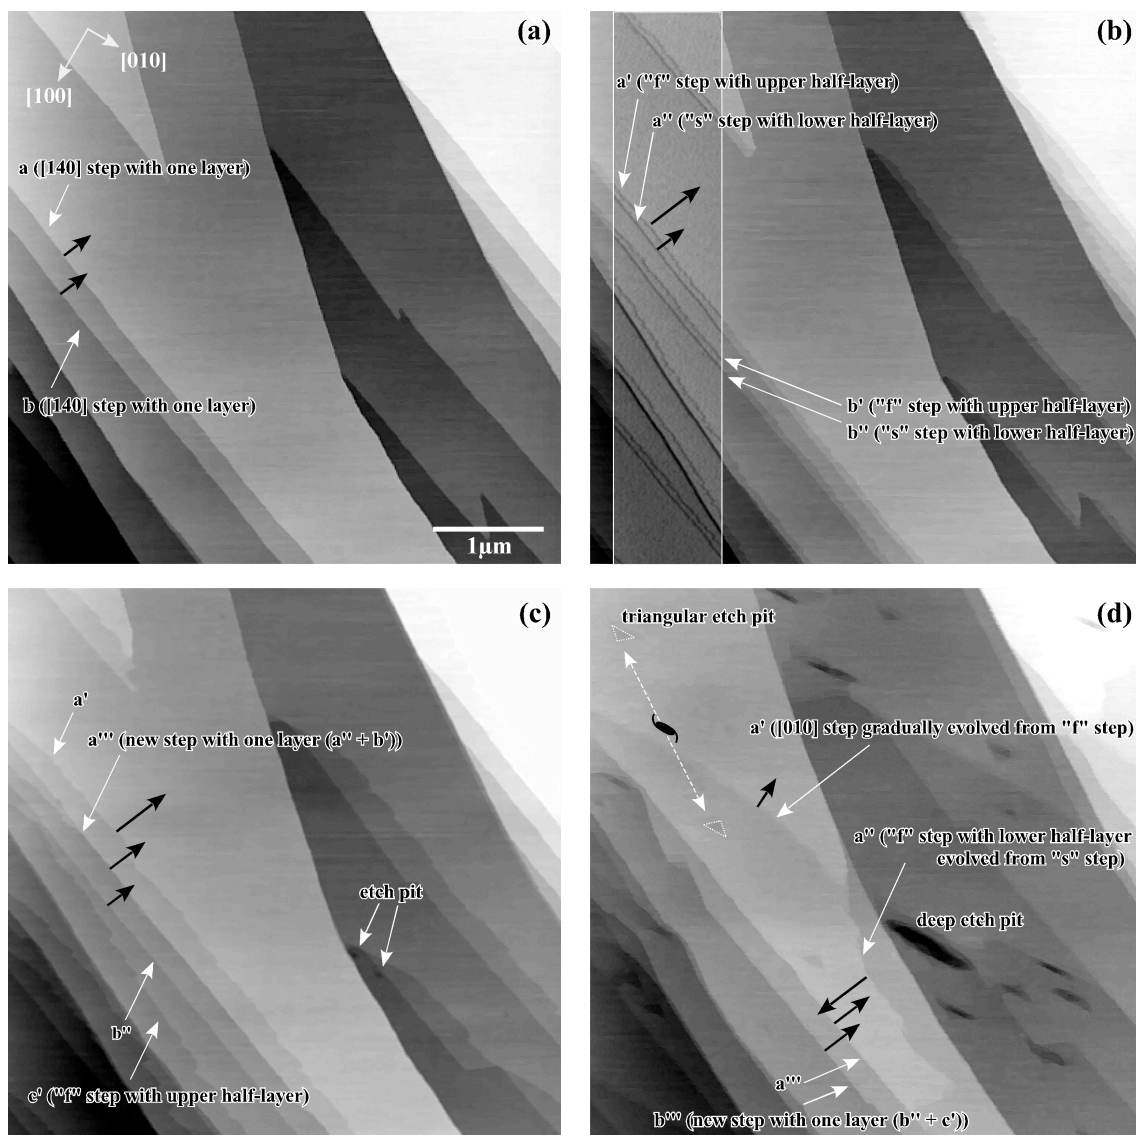 (a)
[010]
[100]
a ([140] step with one layer)
b ([140] step with one layer)
1μm
(b)
a' ("f" step with upper half-layer)
a" ("s" step with lower half-layer)
b' ("f" step with upper half-layer)
b" ("s" step with lower half-layer)
(c)
a'
a''' (new step with one layer (a" + b'))
etch pit
b"
c' ("f" step with upper half-layer)
(d)
triangular etch pit
a' ([010] step gradually evolved from "f" step)
a" ("f" step with lower half-layer
evolved from "s" step)
deep etch pit
a'''
b''' (new step with one layer (b" + c'))